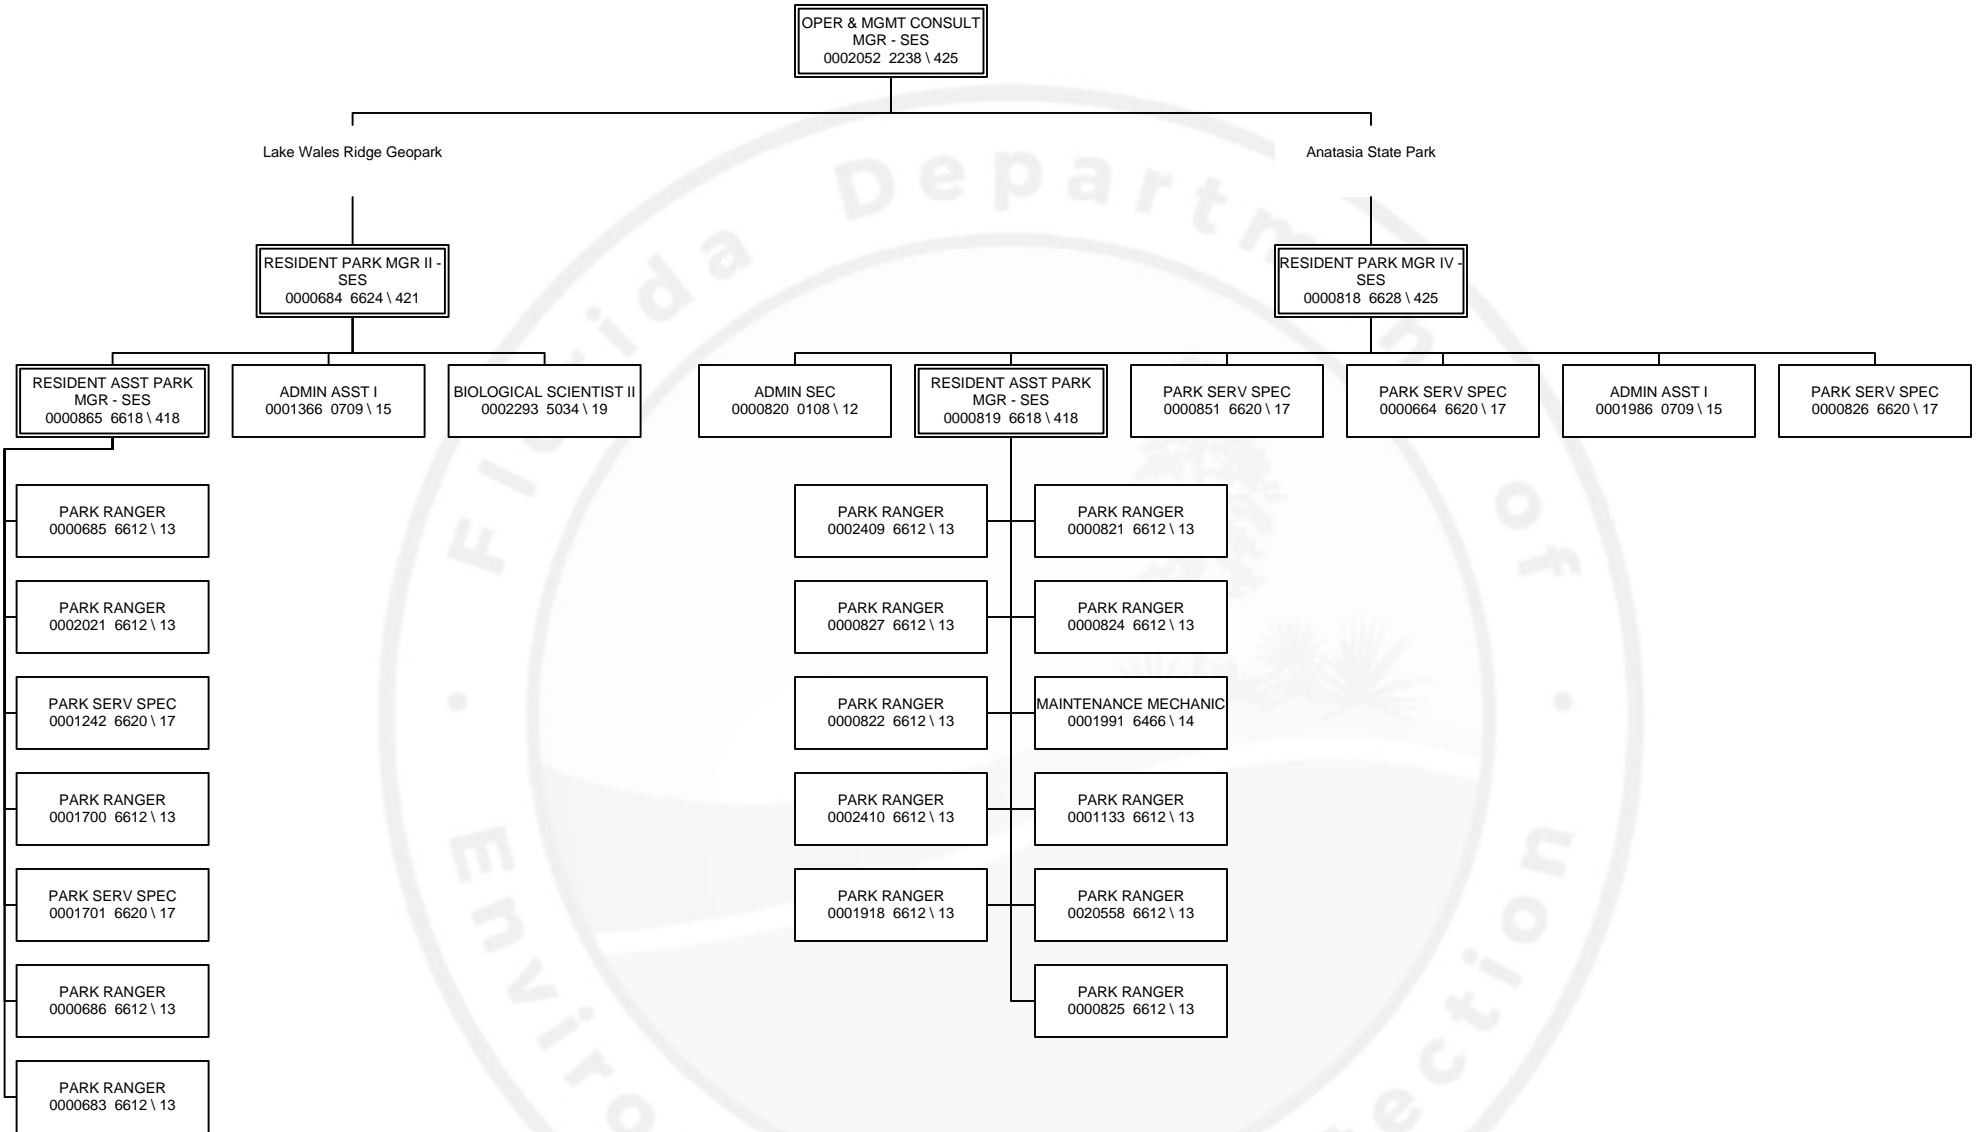 OPER & MGMT CONSULT
MGR - SES
0002052 2238 \ 425
Lake Wales Ridge Geopark
Anatasia State Park
RESIDENT PARK MGR II -
SES
0000684 6624 \ 421
RESIDENT PARK MGR IV -
SES
0000818 6628 \ 425
RESIDENT ASST PARK
MGR - SES
0000865 6618 \ 418
ADMIN ASST I
0001366 0709 \ 15
BIOLOGICAL SCIENTIST II
0002293 5034 \ 19
ADMIN SEC
0000820 0108 \ 12
RESIDENT ASST PARK
MGR - SES
0000819 6618 \ 418
PARK SERV SPEC
0000851 6620 \ 17
PARK SERV SPEC
0000664 6620 \ 17
ADMIN ASST I
0001986 0709 \ 15
PARK SERV SPEC
0000826 6620 \ 17
PARK RANGER
0000685 6612 \ 13
PARK RANGER
0002021 6612 \ 13
PARK SERV SPEC
0001242 6620 \ 17
PARK RANGER
0001700 6612 \ 13
PARK SERV SPEC
0001701 6620 \ 17
PARK RANGER
0000686 6612 \ 13
PARK RANGER
0000683 6612 \ 13
PARK RANGER
0002409 6612 \ 13
PARK RANGER
0000821 6612 \ 13
PARK RANGER
0000827 6612 \ 13
PARK RANGER
0000824 6612 \ 13
PARK RANGER
0000822 6612 \ 13
MAINTENANCE MECHANIC
0001991 6466 \ 14
PARK RANGER
0002410 6612 \ 13
PARK RANGER
0001133 6612 \ 13
PARK RANGER
0001918 6612 \ 13
PARK RANGER
0020558 6612 \ 13
PARK RANGER
0000825 6612 \ 13
Florida Department of
Enviro
ection